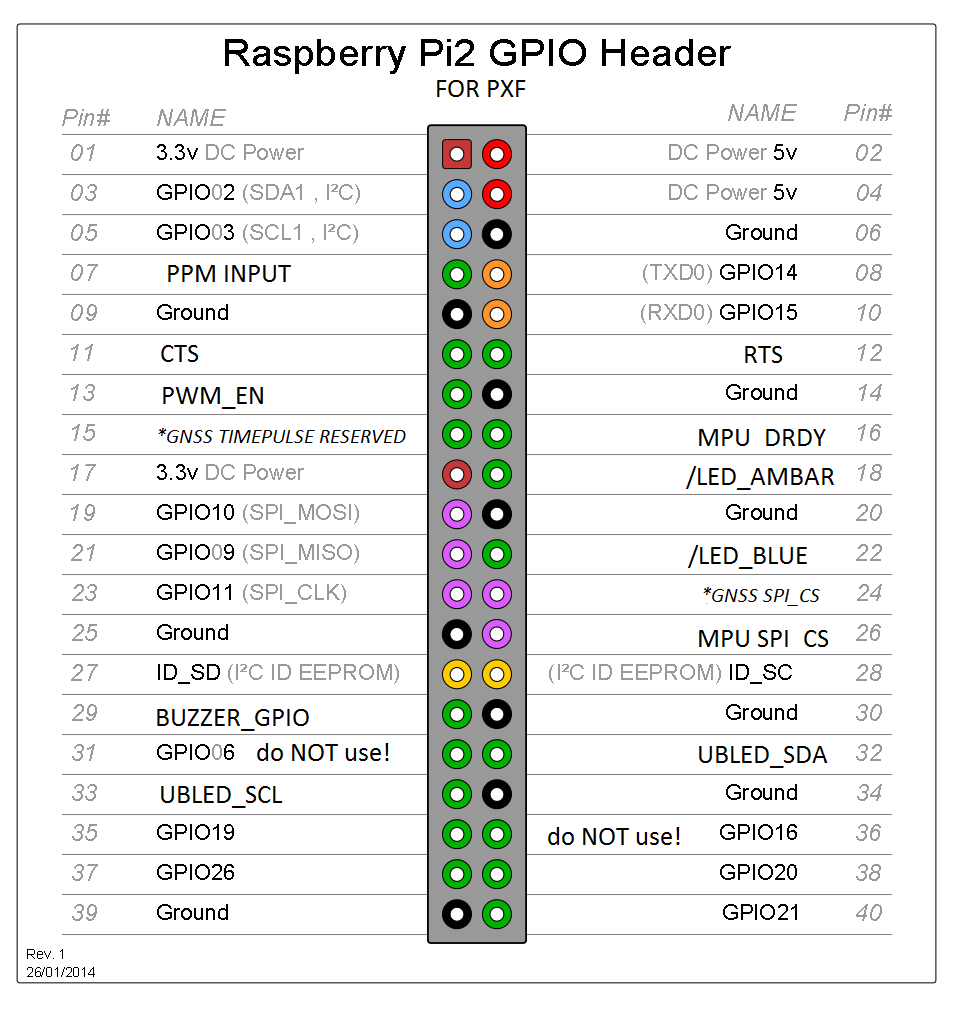 Raspberry Pi2 GPIO Header
FOR PXF
Pin# NAME NAME Pin#
01 3.3v DC Power DC Power 5v 02
03 GPIO02 (SDA1 , I²C) DC Power 5v 04
05 GPIO03 (SCL1 , I²C) Ground 06
07 PPM INPUT (TXD0) GPIO14 08
09 Ground (RXD0) GPIO15 10
11 CTS RTS 12
13 PWM_EN Ground 14
15 *GNSS TIMEPULSE RESERVED MPU DRDY 16
17 3.3v DC Power /LED_AMBAR 18
19 GPIO10 (SPI_MOSI) Ground 20
21 GPIO09 (SPI_MISO) /LED_BLUE 22
23 GPIO11 (SPI_CLK) *GNSS SPI_CS 24
25 Ground MPU SPI CS 26
27 ID_SD (I²C ID EEPROM) (I²C ID EEPROM) ID_SC 28
29 BUZZER_GPIO Ground 30
31 GPIO06 do NOT use! UBLED_SDA 32
33 UBLED_SCL Ground 34
35 GPIO19 do NOT use! GPIO16 36
37 GPIO26 GPIO20 38
39 Ground GPIO21 40
Rev. 1
26/01/2014